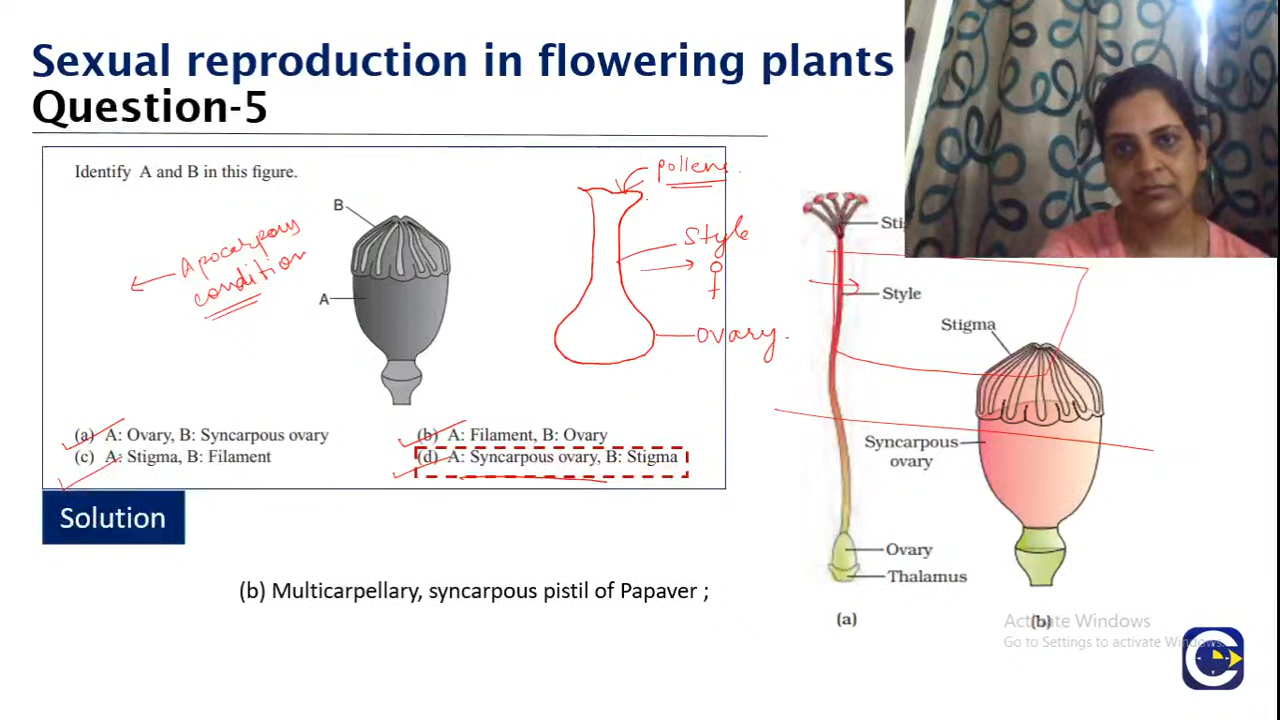 Sexual reproduction in flowering plants
Question-5
Identify A and B in this figure.
B
A
Apocarpous
condition
pollens.
Style
Ovary.
(a) A: Ovary, B: Syncarpous ovary
(b) A: Filament, B: Ovary
(c) A: Stigma, B: Filament
(d) A: Syncarpous ovary, B: Stigma
Solution
(b) Multicarpellary, syncarpous pistil of Papaver ;
Sti
Style
Ovary
Thalamus
(a)
Stigma
Syncarpous
ovary
(b)
Activate Windows
Go to Settings to activate Windows.